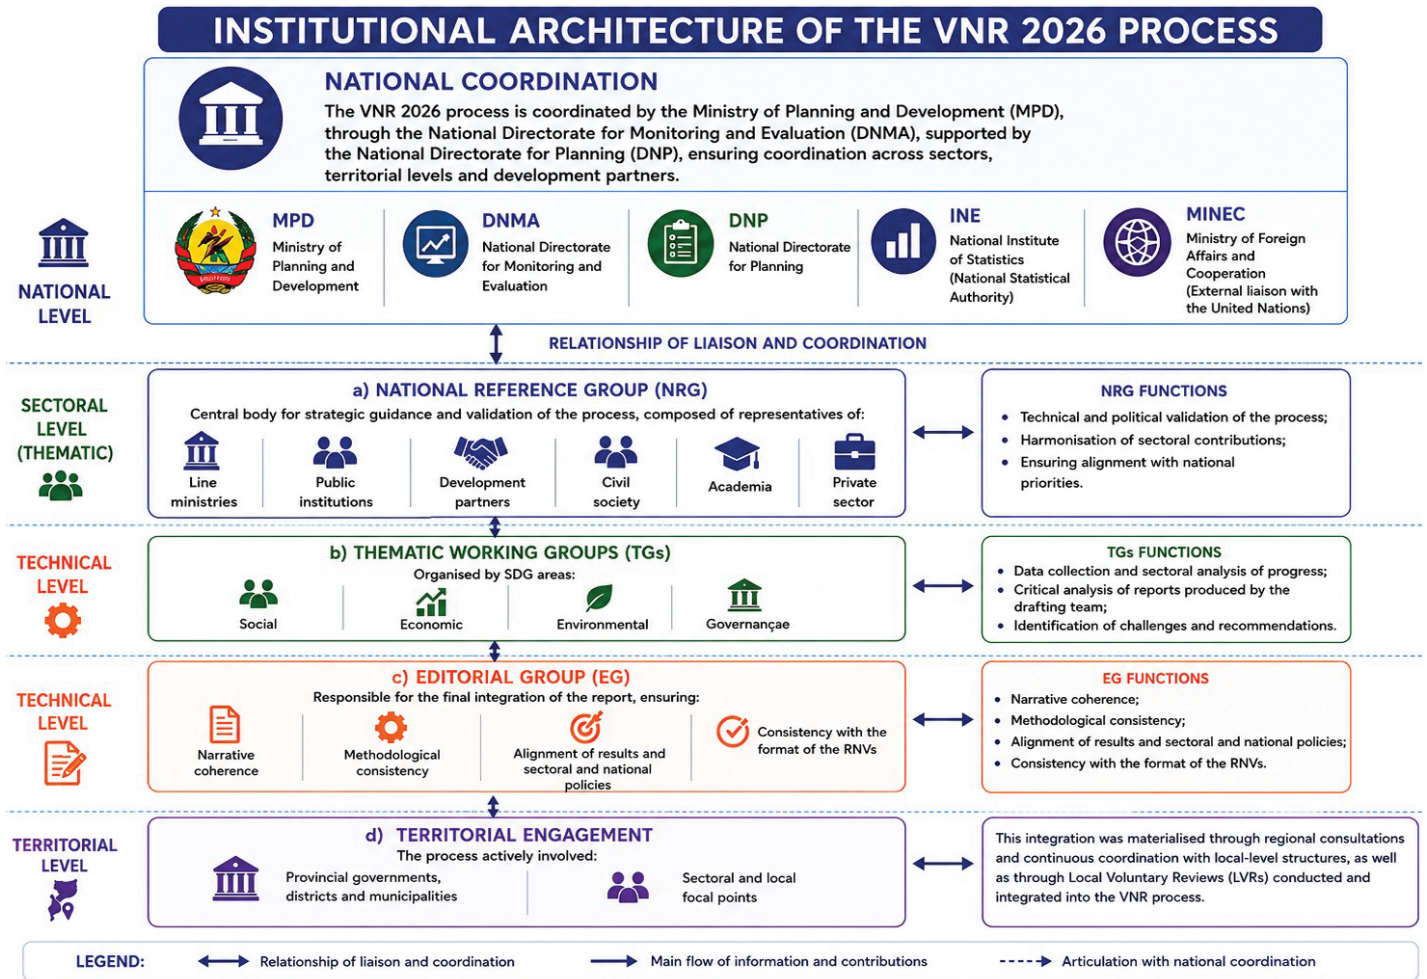 INSTITUTIONAL ARCHITECTURE OF THE VNR 2026 PROCESS
NATIONAL COORDINATION
The VNR 2026 process is coordinated by the Ministry of Planning and Development (MPD),
through the National Directorate for Monitoring and Evaluation (DNMA), supported by
the National Directorate for Planning (DNP), ensuring coordination across sectors,
territorial levels and development partners.
NATIONAL
LEVEL
MPD
Ministry of
Planning and
Development
DNMA
National Directorate
for Monitoring and
Evaluation
DNP
National Directorate
for Planning
INE
National Institute
of Statistics
(National Statistical
Authority)
MINEC
Ministry of Foreign
Affairs and
Cooperation
(External liaison with
the United Nations)
RELATIONSHIP OF LIAISON AND COORDINATION
SECTORAL
LEVEL
(THEMATIC)
a) NATIONAL REFERENCE GROUP (NRG)
Central body for strategic guidance and validation of the process, composed of representatives of:
Line
ministries
Public
institutions
Development
partners
Civil
society
Academia
Private
sector
NRG FUNCTIONS
• Technical and political validation of the process;
• Harmonisation of sectoral contributions;
• Ensuring alignment with national
priorities.
TECHNICAL
LEVEL
b) THEMATIC WORKING GROUPS (TGs)
Organised by SDG areas:
Social
Economic
Environmental
Governançae
TGs FUNCTIONS
• Data collection and sectoral analysis of progress;
• Critical analysis of reports produced by the
drafting team;
• Identification of challenges and recommendations.
TECHNICAL
LEVEL
c) EDITORIAL GROUP (EG)
Responsible for the final integration of the report, ensuring:
Narrative
coherence
Methodological
consistency
Alignment of results and
sectoral and national
policies
Consistency with the
format of the RNVs
EG FUNCTIONS
• Narrative coherence;
• Methodological consistency;
• Alignment of results and sectoral and national policies;
• Consistency with the format of the RNVs.
TERRITORIAL
LEVEL
d) TERRITORIAL ENGAGEMENT
The process actively involved:
Provincial governments,
districts and municipalities
Sectoral and local
focal points
This integration was materialised through regional consultations
and continuous coordination with local-level structures, as well
as through Local Voluntary Reviews (LVRs) conducted and
integrated into the VNR process.
LEGEND:
Relationship of liaison and coordination
Main flow of information and contributions
Articulation with national coordination